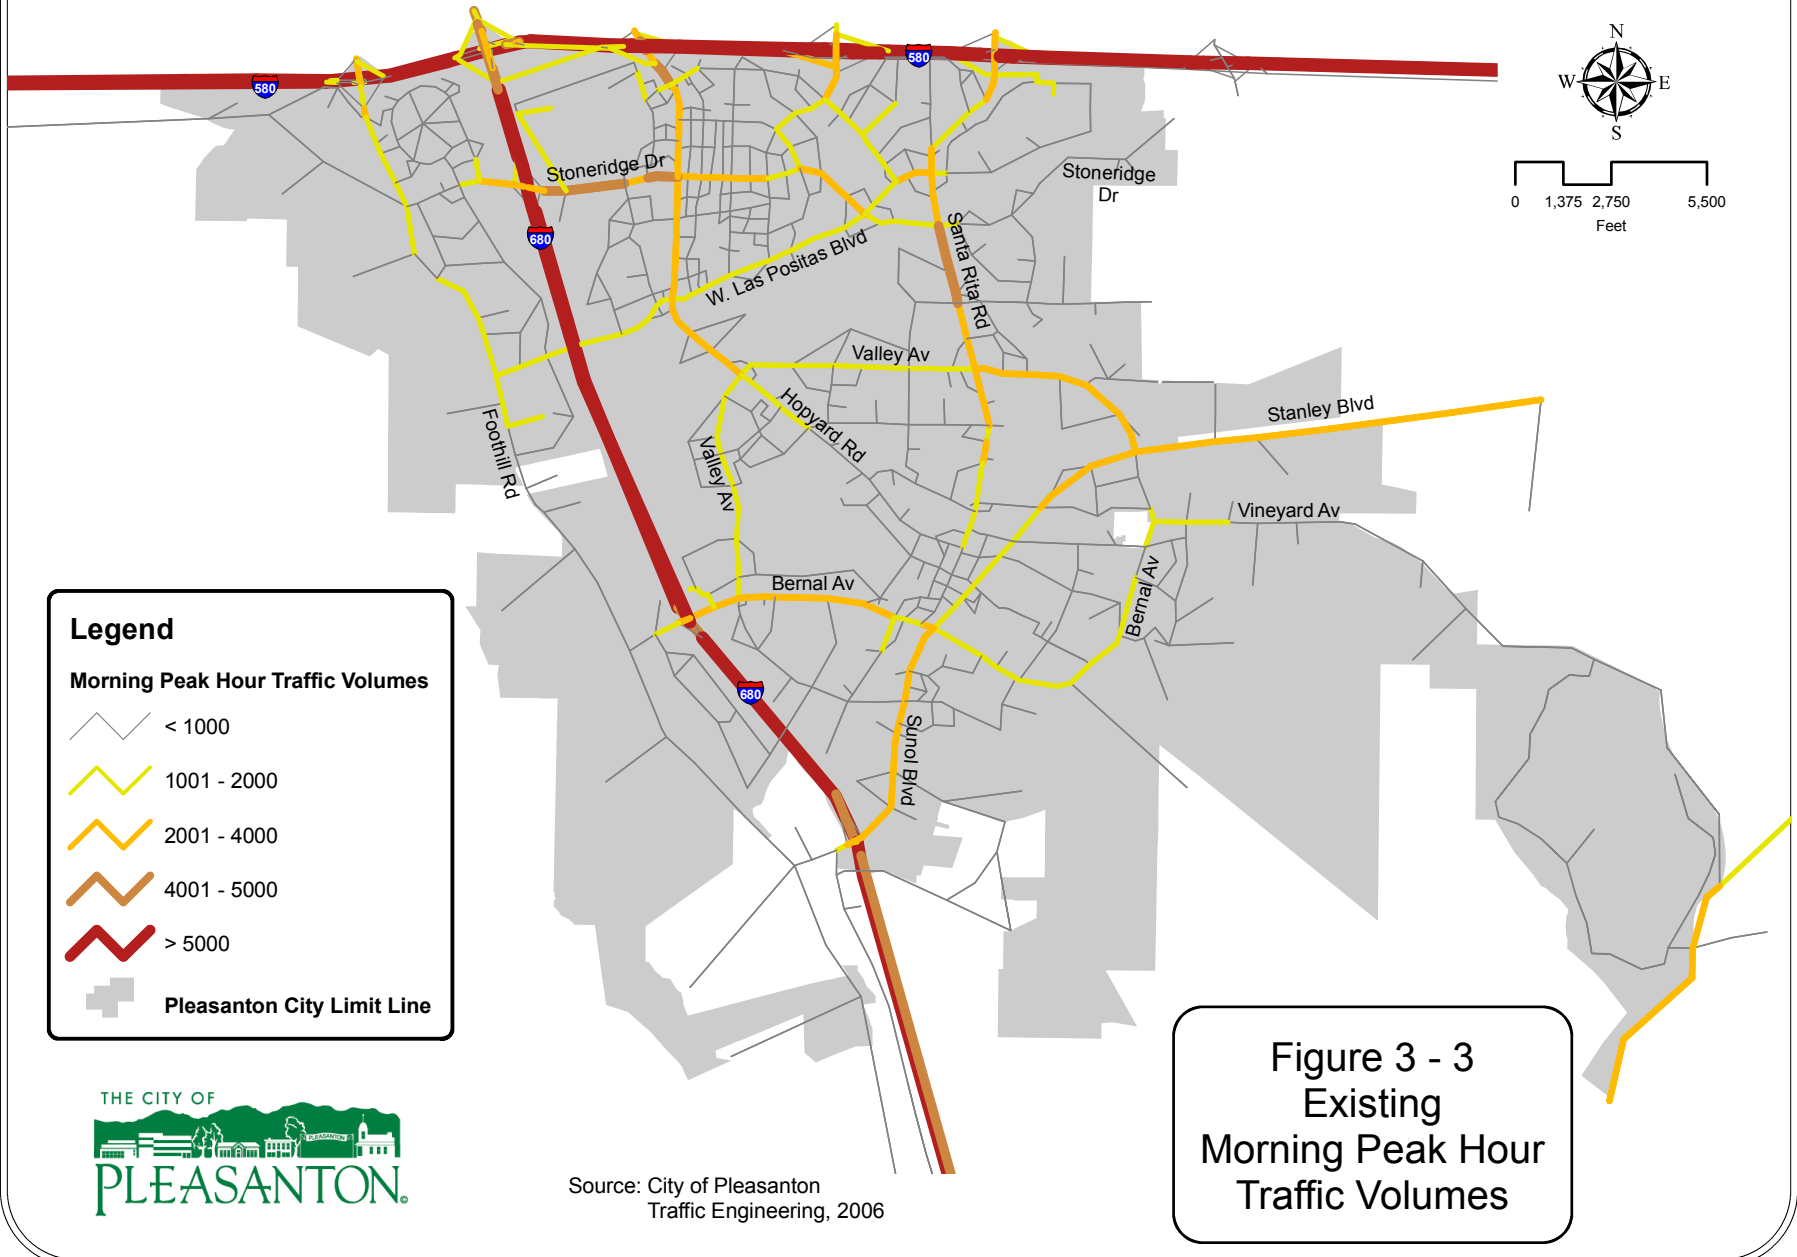 580
580
N
W E
S
0 1,375 2,750 5,500
Feet
Stoneridge Dr
Stoneridge
Dr
680
W. Las Positas Blvd
Santa Rita Rd
Valley Av
Hopyard Rd
Stanley Blvd
Foothill Rd
Valley Av
Vineyard Av
Bernal Av
Bernal Av
680
Sunol Blvd
Legend
Morning Peak Hour Traffic Volumes
< 1000
1001 - 2000
2001 - 4000
4001 - 5000
> 5000
Pleasanton City Limit Line
THE CITY OF
PLEASANTON
PLEASANTON.©
Source: City of Pleasanton
Traffic Engineering, 2006
Figure 3 - 3
Existing
Morning Peak Hour
Traffic Volumes